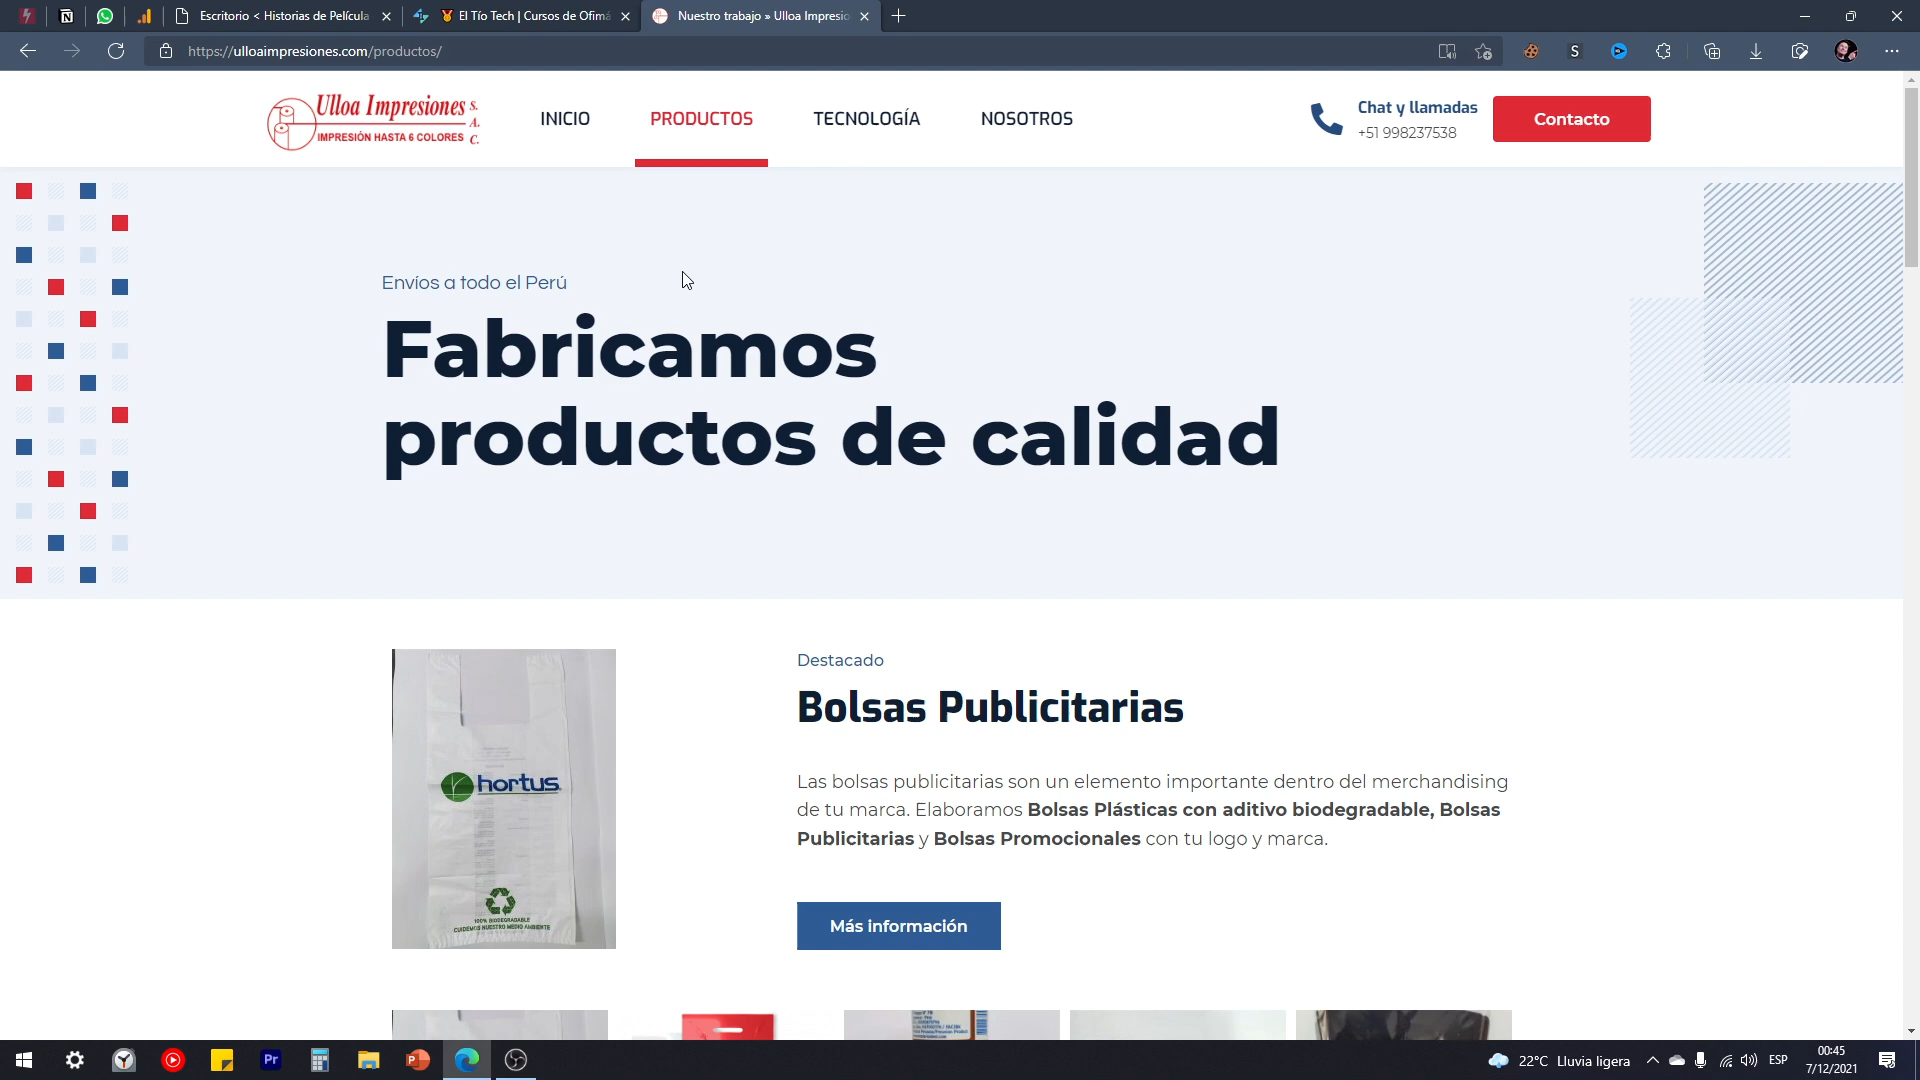 Escritorio < Historias de Película
El Tío Tech | Cursos de Ofimá
Nuestro trabajo » Ulloa Impresio
https://ulloaimpresiones.com/productos/
S
Ulloa Impresiones S.A.C.
IMPRESIÓN HASTA 6 COLORES
INICIO
PRODUCTOS
TECNOLOGÍA
NOSOTROS
Chat y llamadas
+51 998237538
Contacto
Envíos a todo el Perú
Fabricamos
productos de calidad
hortus
100% BIODEGRADABLE
CUIDEMOS NUESTRO MEDIO AMBIENTE
Destacado
Bolsas Publicitarias
Las bolsas publicitarias son un elemento importante dentro del merchandising
de tu marca. Elaboramos Bolsas Plásticas con aditivo biodegradable, Bolsas
Publicitarias y Bolsas Promocionales con tu logo y marca.
Más información
Pr
22°C Lluvia ligera
ESP
00:45
7/12/2021